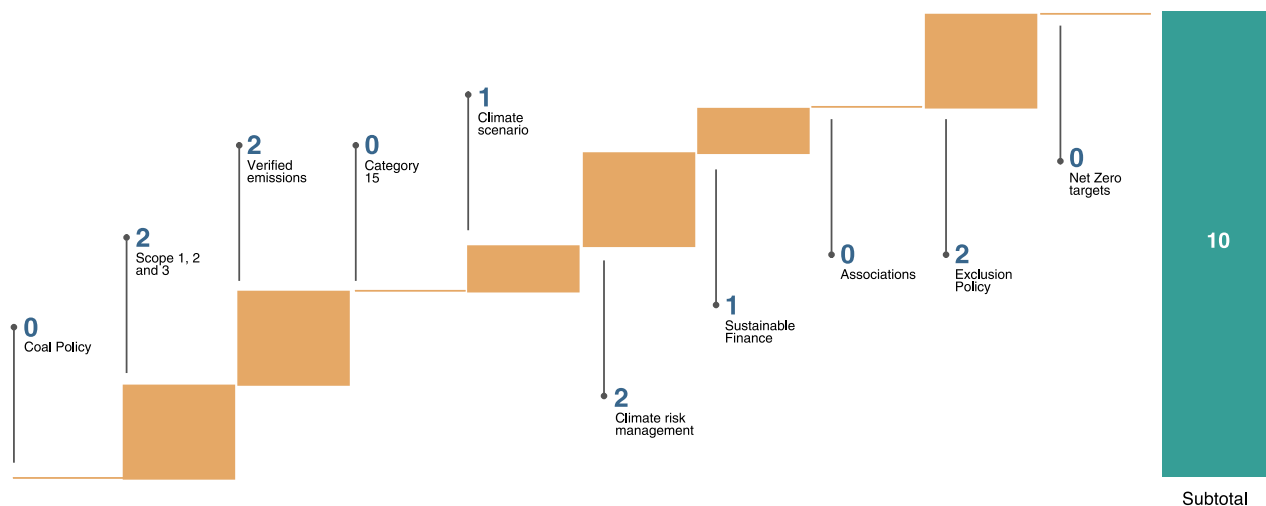 0
Coal Policy
2
Scope 1, 2
and 3
2
Verified
emissions
0
Category
15
1
Climate
scenario
2
Climate risk
management
1
Sustainable
Finance
0
Associations
2
Exclusion
Policy
0
Net Zero
targets
10
Subtotal